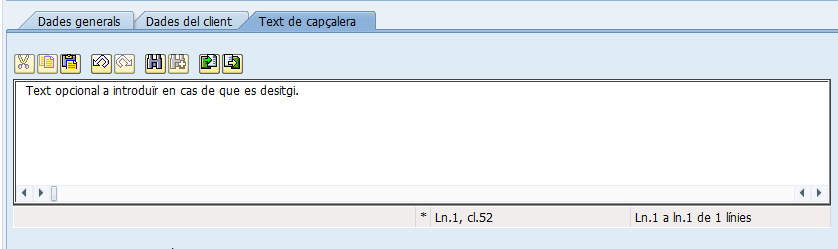 Dades generals Dades del client Text de capçalera
Text opcional a introduïr en cas de que es desitgi.
* Ln.1, cl.52 Ln.1 a ln.1 de 1 línies